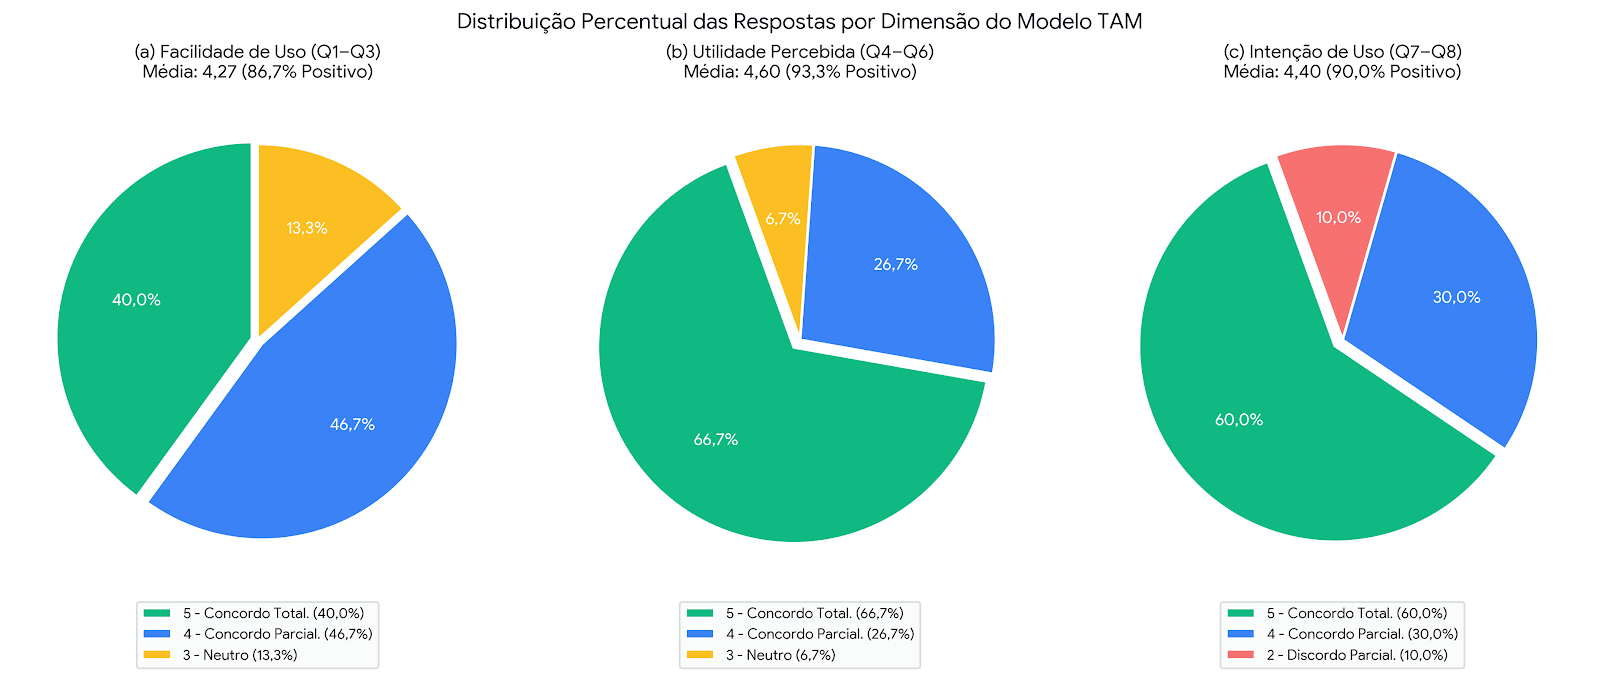 Distribuição Percentual das Respostas por Dimensão do Modelo TAM
(a) Facilidade de Uso (Q1–Q3)
Média: 4,27 (86,7% Positivo)
13,3%
40,0%
46,7%
5 - Concordo Total. (40,0%)
4 - Concordo Parcial. (46,7%)
3 - Neutro (13,3%)
(b) Utilidade Percebida (Q4–Q6)
Média: 4,60 (93,3% Positivo)
6,7%
26,7%
66,7%
5 - Concordo Total. (66,7%)
4 - Concordo Parcial. (26,7%)
3 - Neutro (6,7%)
(c) Intenção de Uso (Q7–Q8)
Média: 4,40 (90,0% Positivo)
10,0%
30,0%
60,0%
5 - Concordo Total. (60,0%)
4 - Concordo Parcial. (30,0%)
2 - Discordo Parcial. (10,0%)